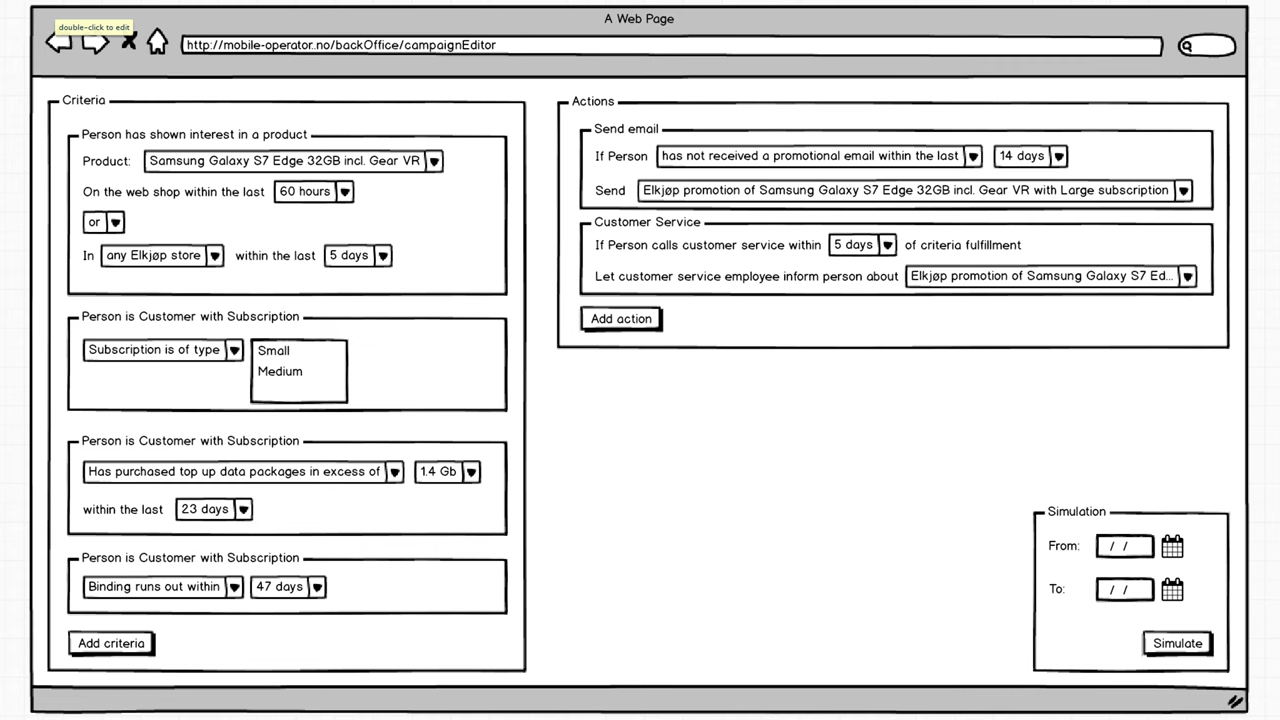 A Web Page
double-click to edit
http://mobile-operator.no/backOffice/campaignEditor
Criteria
Person has shown interest in a product
Product: Samsung Galaxy S7 Edge 32GB incl. Gear VR
On the web shop within the last 60 hours
or
In any Elkjøp store within the last 5 days
Person is Customer with Subscription
Subscription is of type Small
Medium
Person is Customer with Subscription
Has purchased top up data packages in excess of 1.4 Gb
within the last 23 days
Person is Customer with Subscription
Binding runs out within 47 days
Add criteria
Actions
Send email
If Person has not received a promotional email within the last 14 days
Send Elkjøp promotion of Samsung Galaxy S7 Edge 32GB incl. Gear VR with Large subscription
Customer Service
If Person calls customer service within 5 days of criteria fulfillment
Let customer service employee inform person about Elkjøp promotion of Samsung Galaxy S7 Ed...
Add action
Simulation
From: / /
To: / /
Simulate